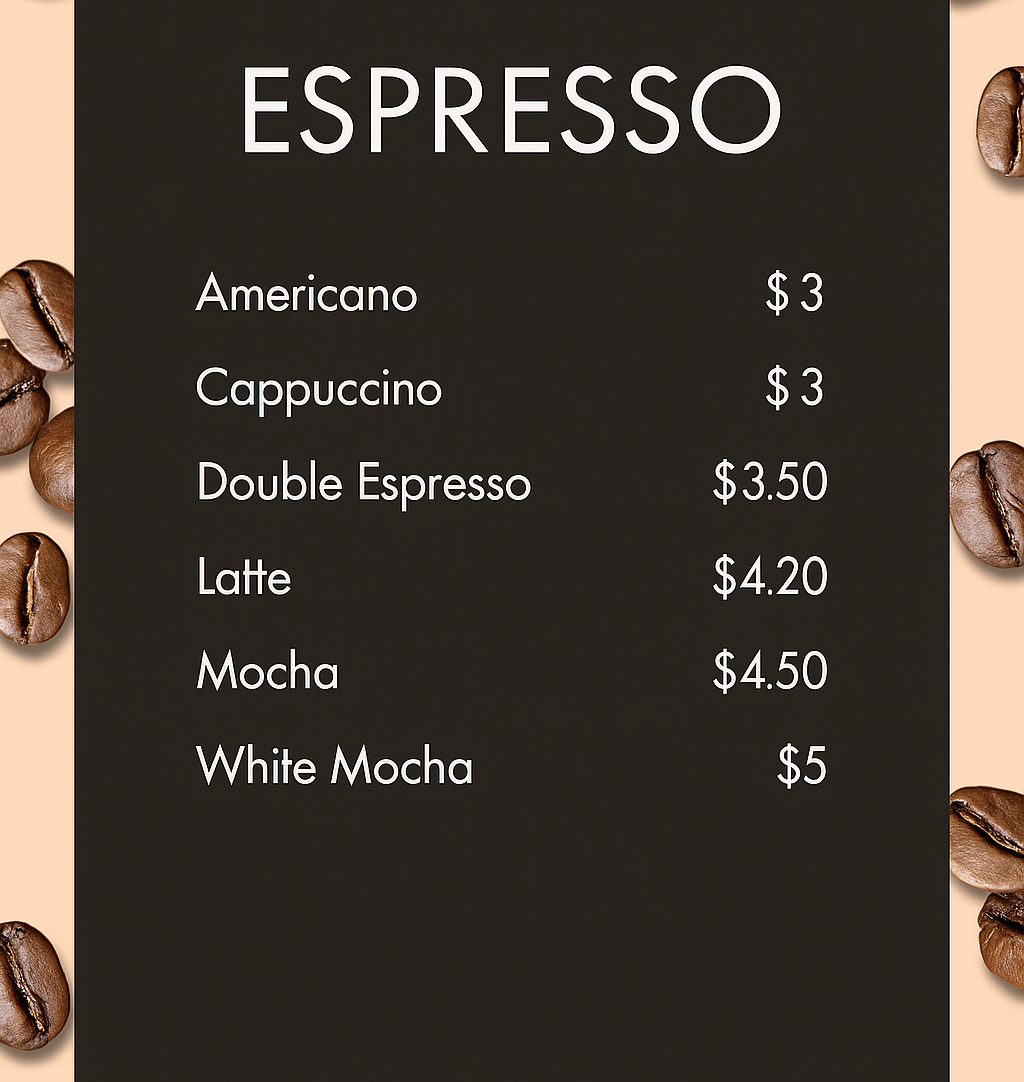 ESPRESSO
Americano $3
Cappuccino $3
Double Espresso $3.50
Latte $4.20
Mocha $4.50
White Mocha $5